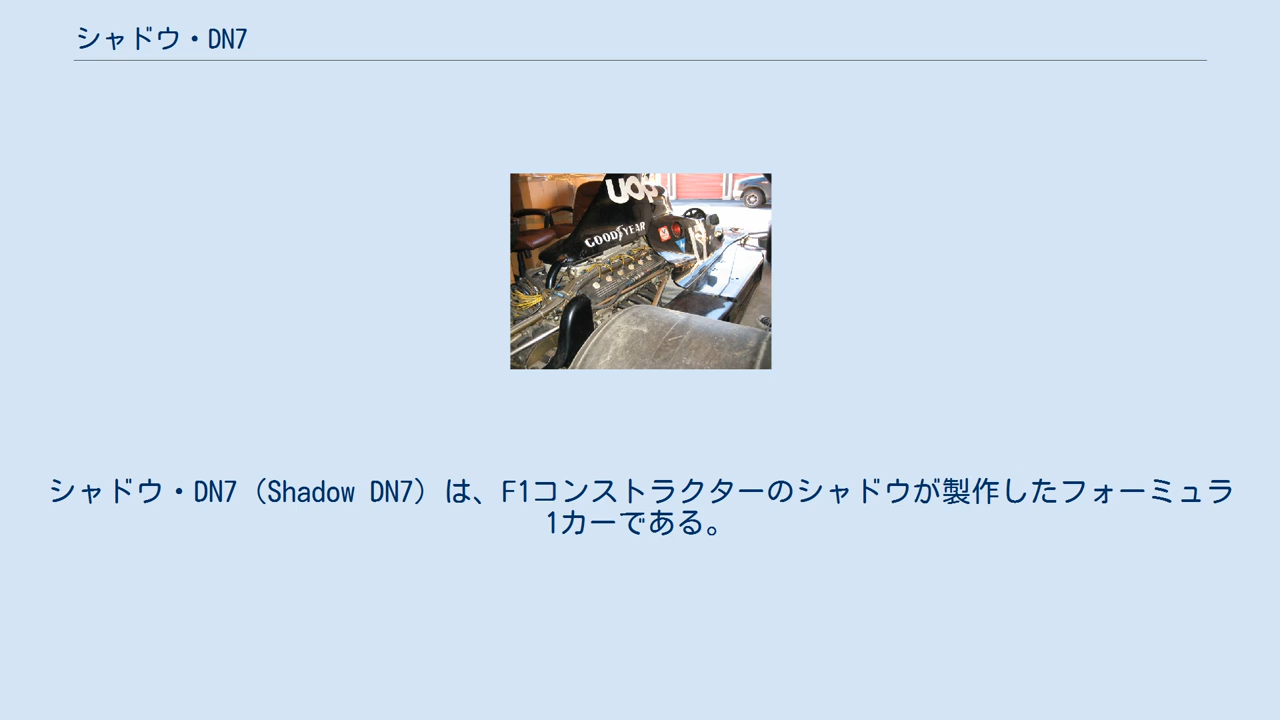 シャドウ・DN7
uop
GOODYEAR
シャドウ・DN7（Shadow DN7）は、F1コンストラクターのシャドウが製作したフォーミュラ
1カーである。